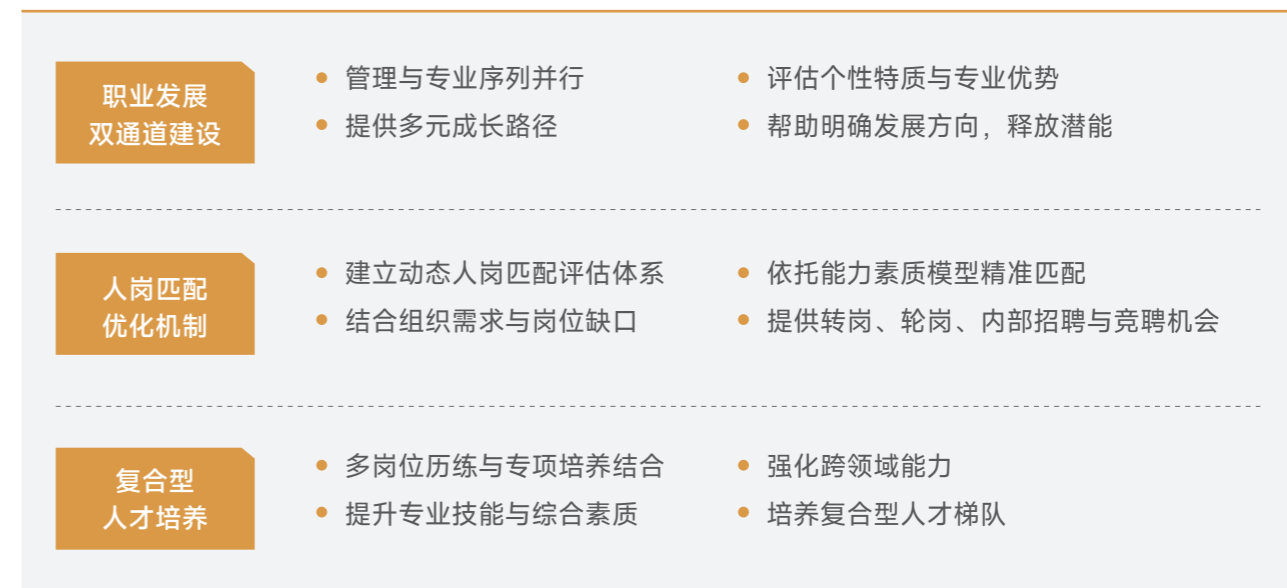 职业发展
双通道建设
管理与专业序列并行
提供多元成长路径
评估个性特质与专业优势
帮助明确发展方向，释放潜能
人岗匹配
优化机制
建立动态人岗匹配评估体系
结合组织需求与岗位缺口
依托能力素质模型精准匹配
提供转岗、轮岗、内部招聘与竞聘机会
复合型
人才培养
多岗位历练与专项培养结合
提升专业技能与综合素质
强化跨领域能力
培养复合型人才梯队